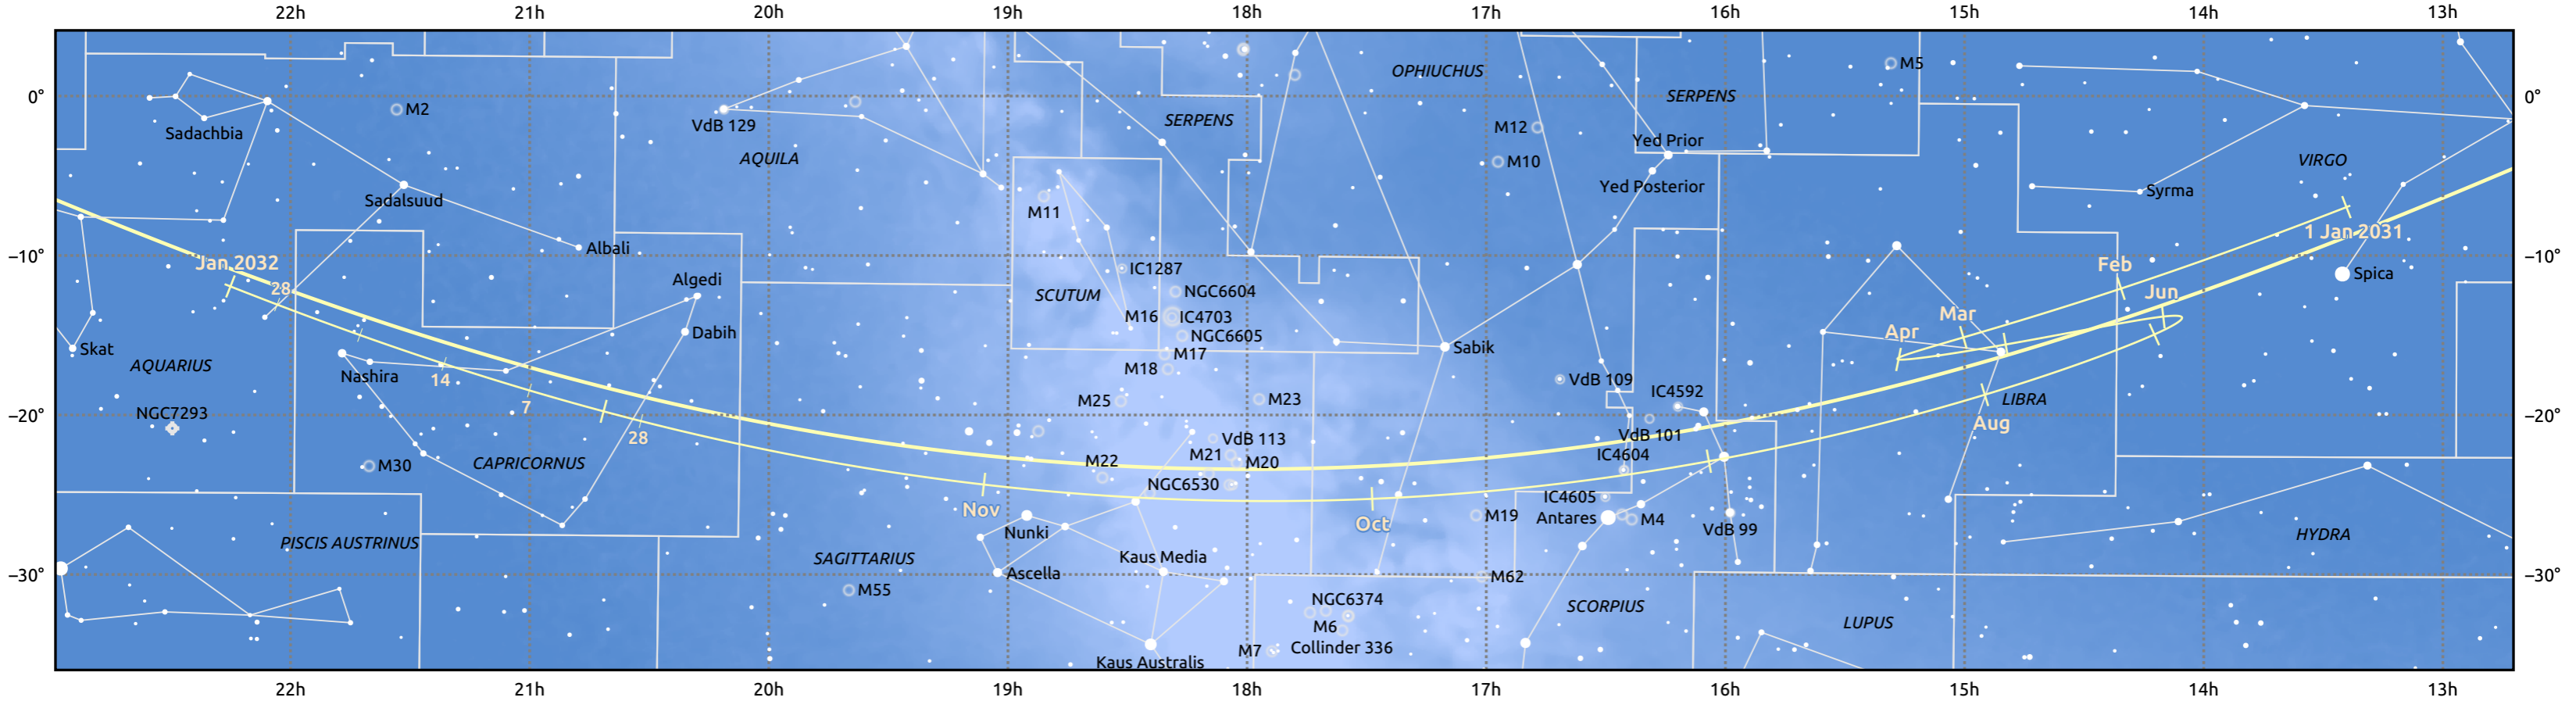 22h 21h 20h 19h 18h 17h 16h 15h 14h 13h
OPHIUCHUS
M5
0° SERPENS 0°
M2
Sadachbia VdB 129 SERPENS M12
Yed Prior
AQUILA M10 VIRGO
Yed Posterior Syrma
Sadalsuud
M11
1 Jan 2031
Albali
−10° −10°
Jan 2032 IC1287 Feb
Algedi Spica
28 SCUTUM NGC6604 Jun
M16 IC4703 Mar
Dabih NGC6605 Apr
Skat M17 Sabik
AQUARIUS M18
Nashira 14 VdB 109
IC4592
M25 M23 LIBRA
7
NGC7293
−20° −20°
Aug
28 VdB 113 VdB 101
M21 IC4604
M30 CAPRICORNUS M22 M20
NGC6530
IC4605
Nov M19 Antares M4
Oct VdB 99
Nunki
PISCIS AUSTRINUS HYDRA
SAGITTARIUS Kaus Media
−30° Ascella M62 −30°
M55
NGC6374 SCORPIUS
M6 LUPUS
M7 Collinder 336
Kaus Australis
22h 21h 20h 19h 18h 17h 16h 15h 14h 13h